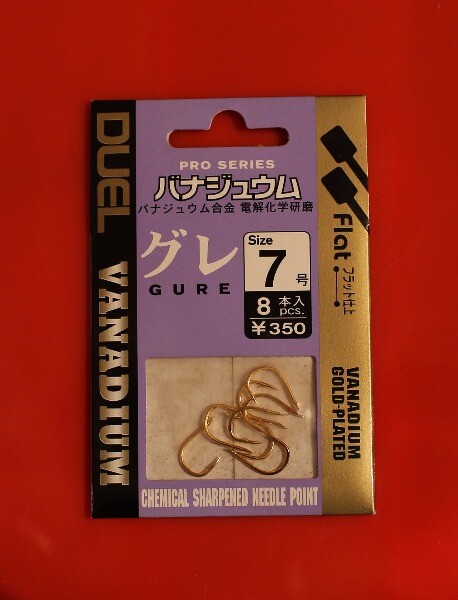 DUEL VANADIUM
PRO SERIES
バナジュウム
バナジュウム合金 電解化学研磨
グレ
GURE
Size
7
号
8 本入
pcs.
¥350
Flat フラット仕上
VANADIUM
GOLD-PLATED
CHEMICAL SHARPENED NEEDLE POINT